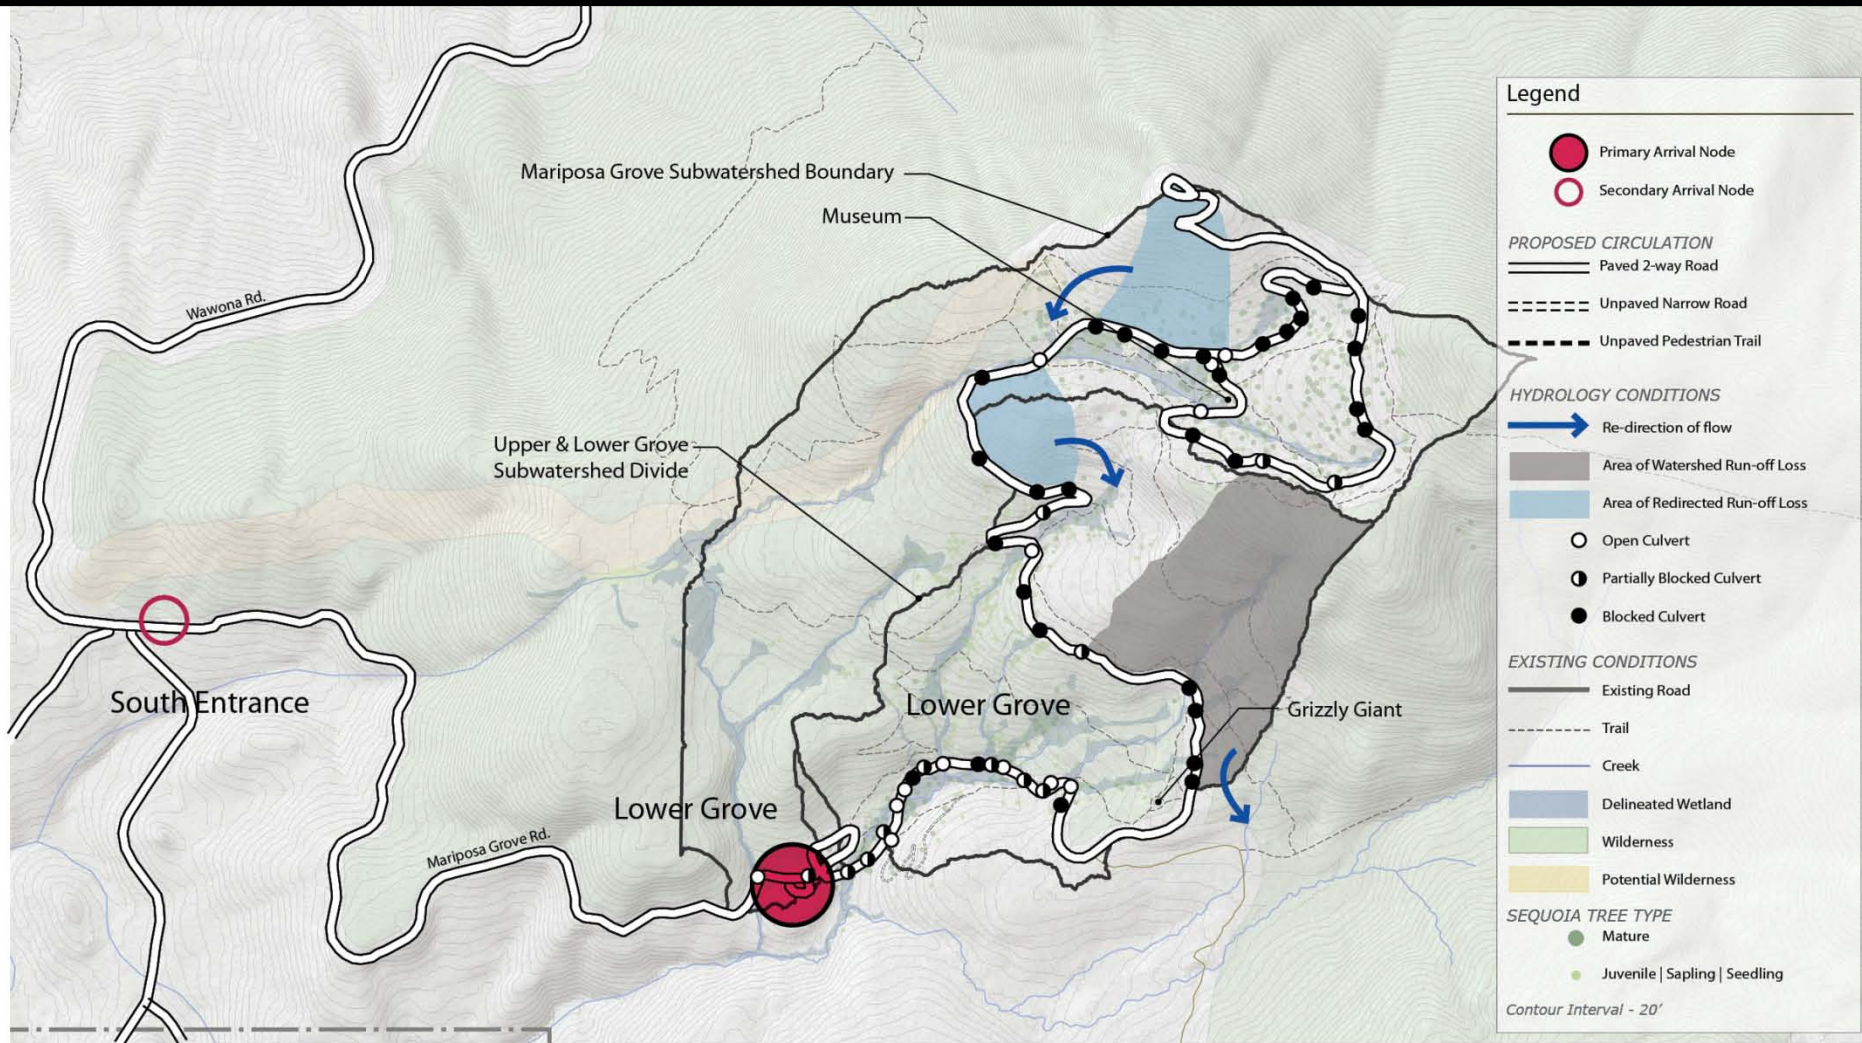 Mariposa Grove Subwatershed Boundary
Museum
Wawona Rd.
Upper & Lower Grove
Subwatershed Divide
South Entrance
Lower Grove
Grizzly Giant
Lower Grove
Mariposa Grove Rd.
Legend
Primary Arrival Node
Secondary Arrival Node
PROPOSED CIRCULATION
Paved 2-way Road
Unpaved Narrow Road
Unpaved Pedestrian Trail
HYDROLOGY CONDITIONS
Re-direction of flow
Area of Watershed Run-off Loss
Area of Redirected Run-off Loss
Open Culvert
Partially Blocked Culvert
Blocked Culvert
EXISTING CONDITIONS
Existing Road
Trail
Creek
Delineated Wetland
Wilderness
Potential Wilderness
SEQUOIA TREE TYPE
Mature
Juvenile | Sapling | Seedling
Contour Interval - 20'